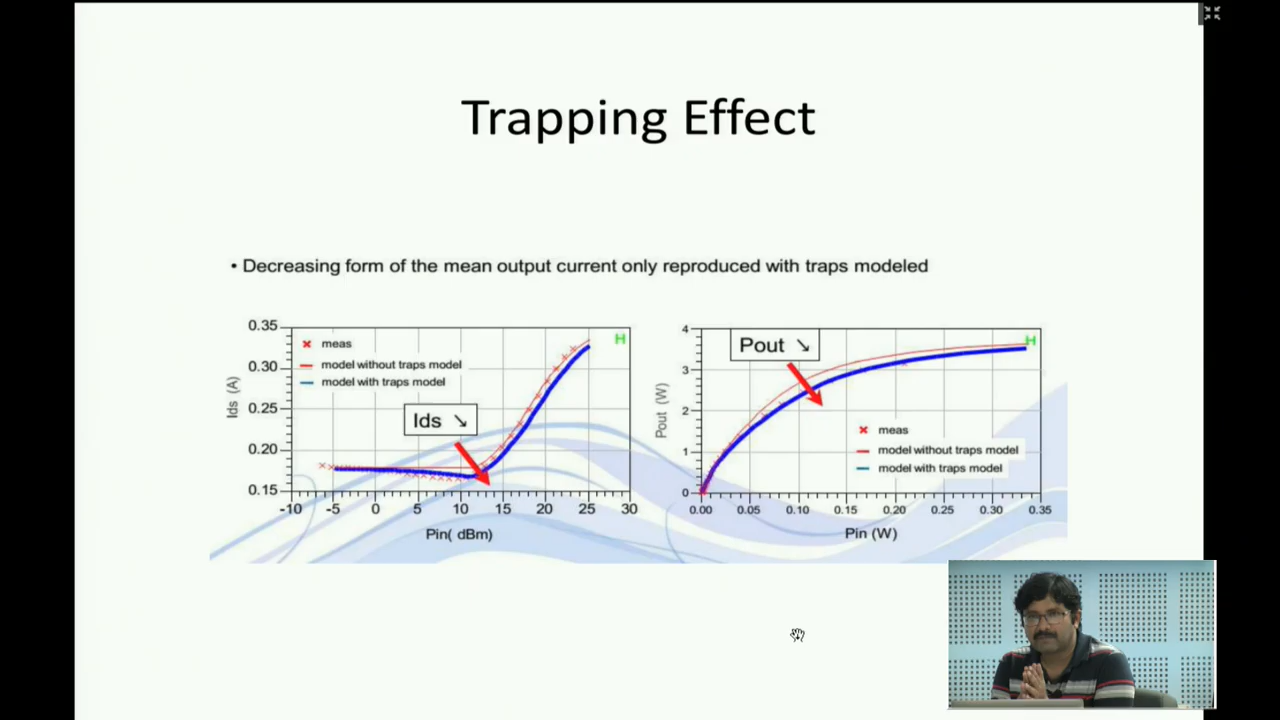 Trapping Effect
• Decreasing form of the mean output current only reproduced with traps modeled
0.35
0.30
0.25
0.20
0.15
Ids (A)
H
meas
model without traps model
model with traps model
Ids ↘
-10 -5 0 5 10 15 20 25 30
Pin( dBm)
4
3
2
1
0
Pout (W)
H
Pout ↘
meas
model without traps model
model with traps model
0.00 0.05 0.10 0.15 0.20 0.25 0.30 0.35
Pin (W)